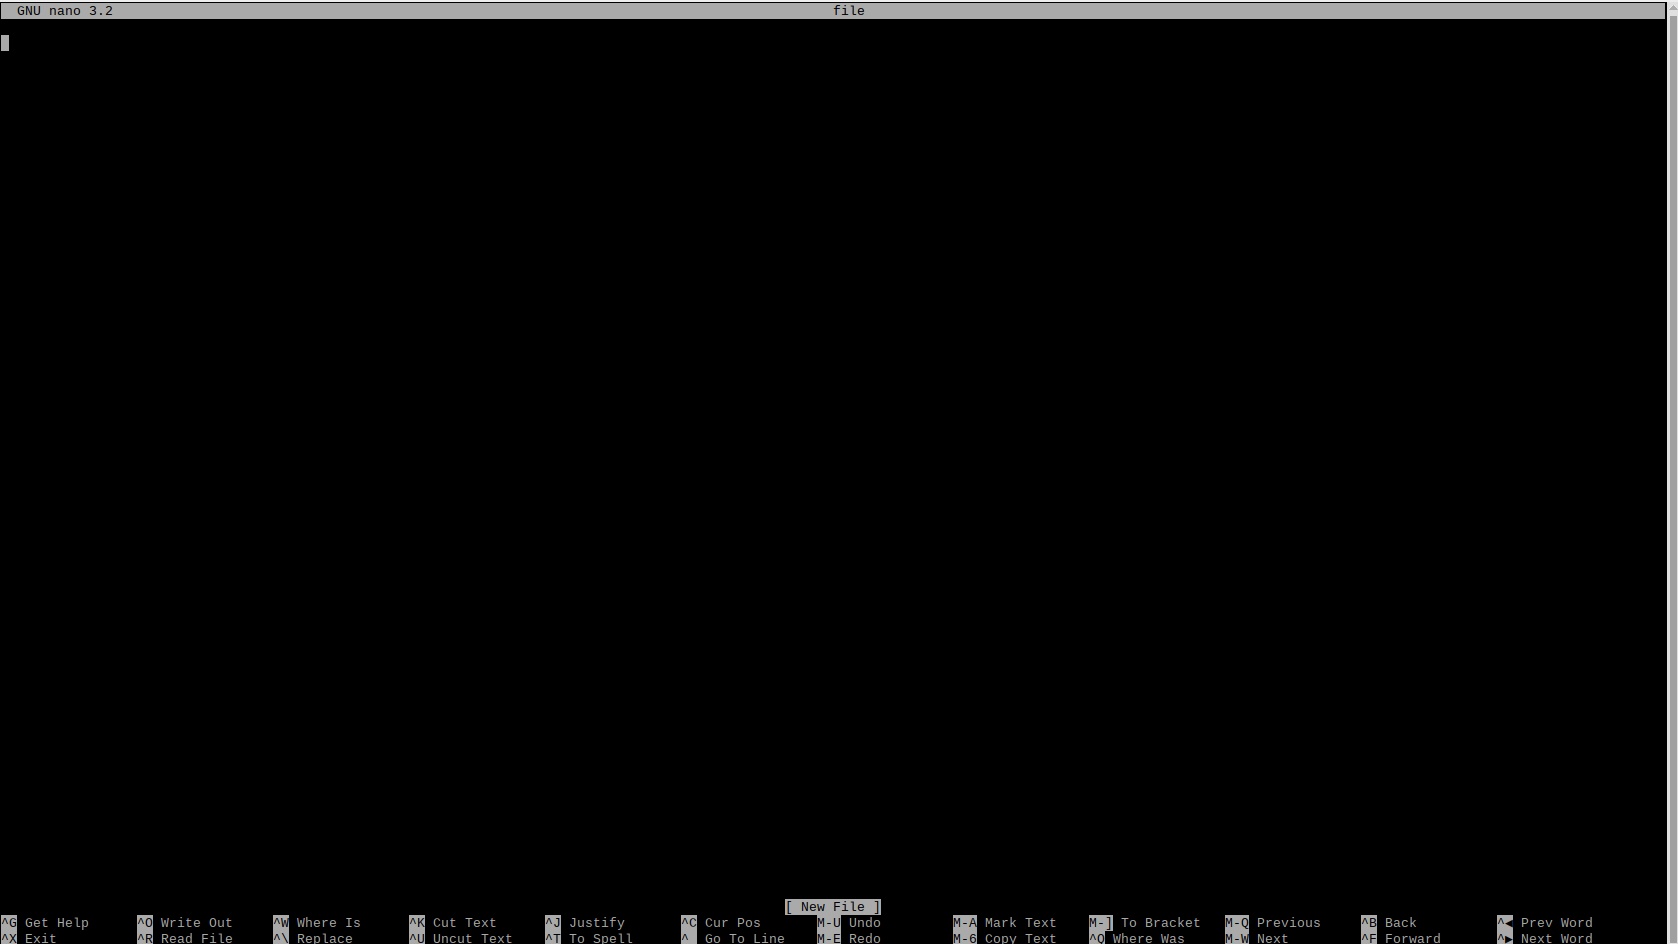 GNU nano 3.2 file
[ New File ]
^G Get Help ^O Write Out ^W Where Is ^K Cut Text ^J Justify ^C Cur Pos M-U Undo M-A Mark Text M-] To Bracket M-Q Previous ^B Back ^◀ Prev Word
^X Exit ^R Read File ^\ Replace ^U Uncut Text ^T To Spell ^ Go To Line M-E Redo M-6 Copy Text ^Q Where Was M-W Next ^F Forward ^▶ Next Word